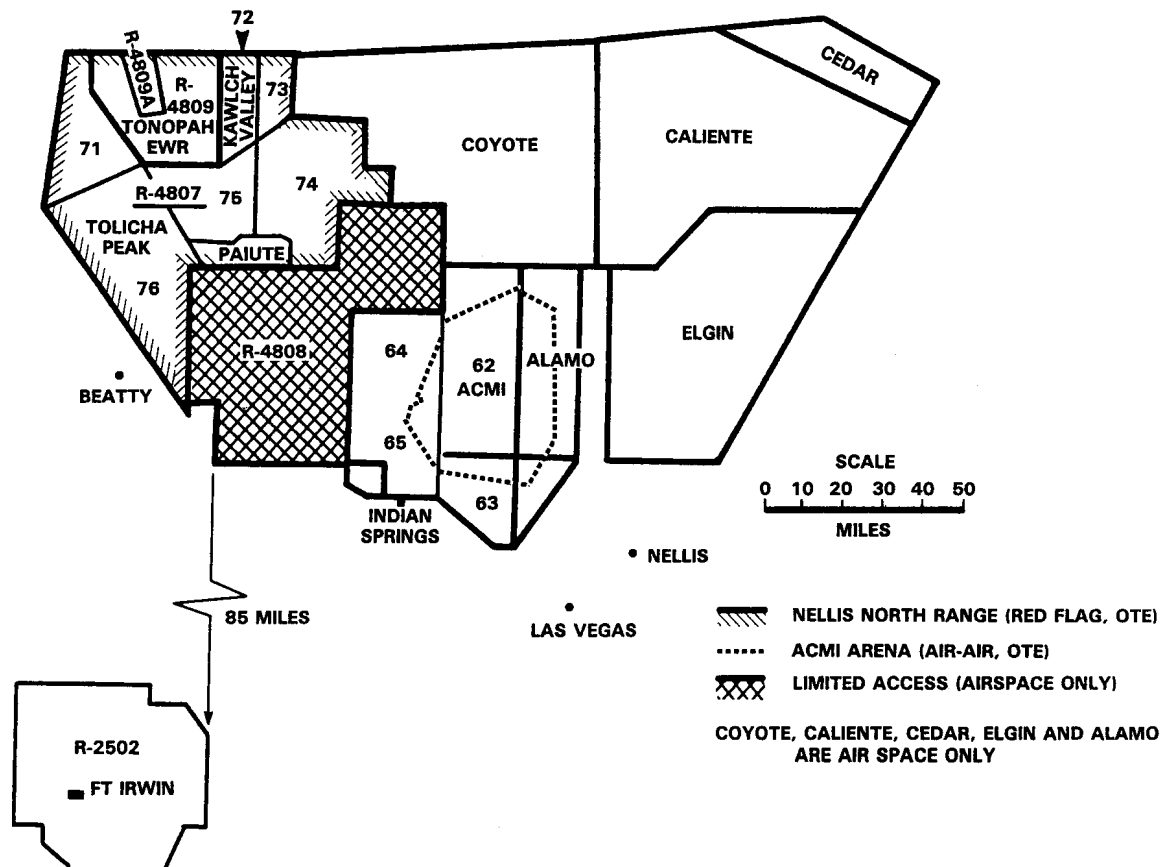 72
R-4809A
R-
4809
TONOPAH
EWR
KAWLCH
VALLEY
73
71
CEDAR
COYOTE
CALIENTE
R-4807
75
74
TOLICHA
PEAK
PAIUTE
76
ELGIN
R-4808
64
62
ACMI
ALAMO
BEATTY
65
63
INDIAN
SPRINGS
SCALE
0 10 20 30 40 50
MILES
NELLIS
LAS VEGAS
85 MILES
NELLIS NORTH RANGE (RED FLAG, OTE)
ACMI ARENA (AIR-AIR, OTE)
LIMITED ACCESS (AIRSPACE ONLY)
COYOTE, CALIENTE, CEDAR, ELGIN AND ALAMO
ARE AIR SPACE ONLY
R-2502
FT IRWIN